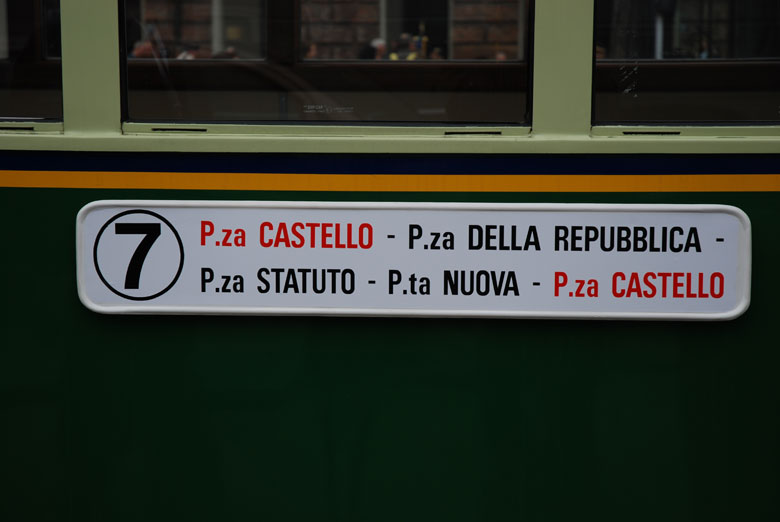 7
P.za CASTELLO - P.za DELLA REPUBBLICA -
P.za STATUTO - P.ta NUOVA - P.za CASTELLO